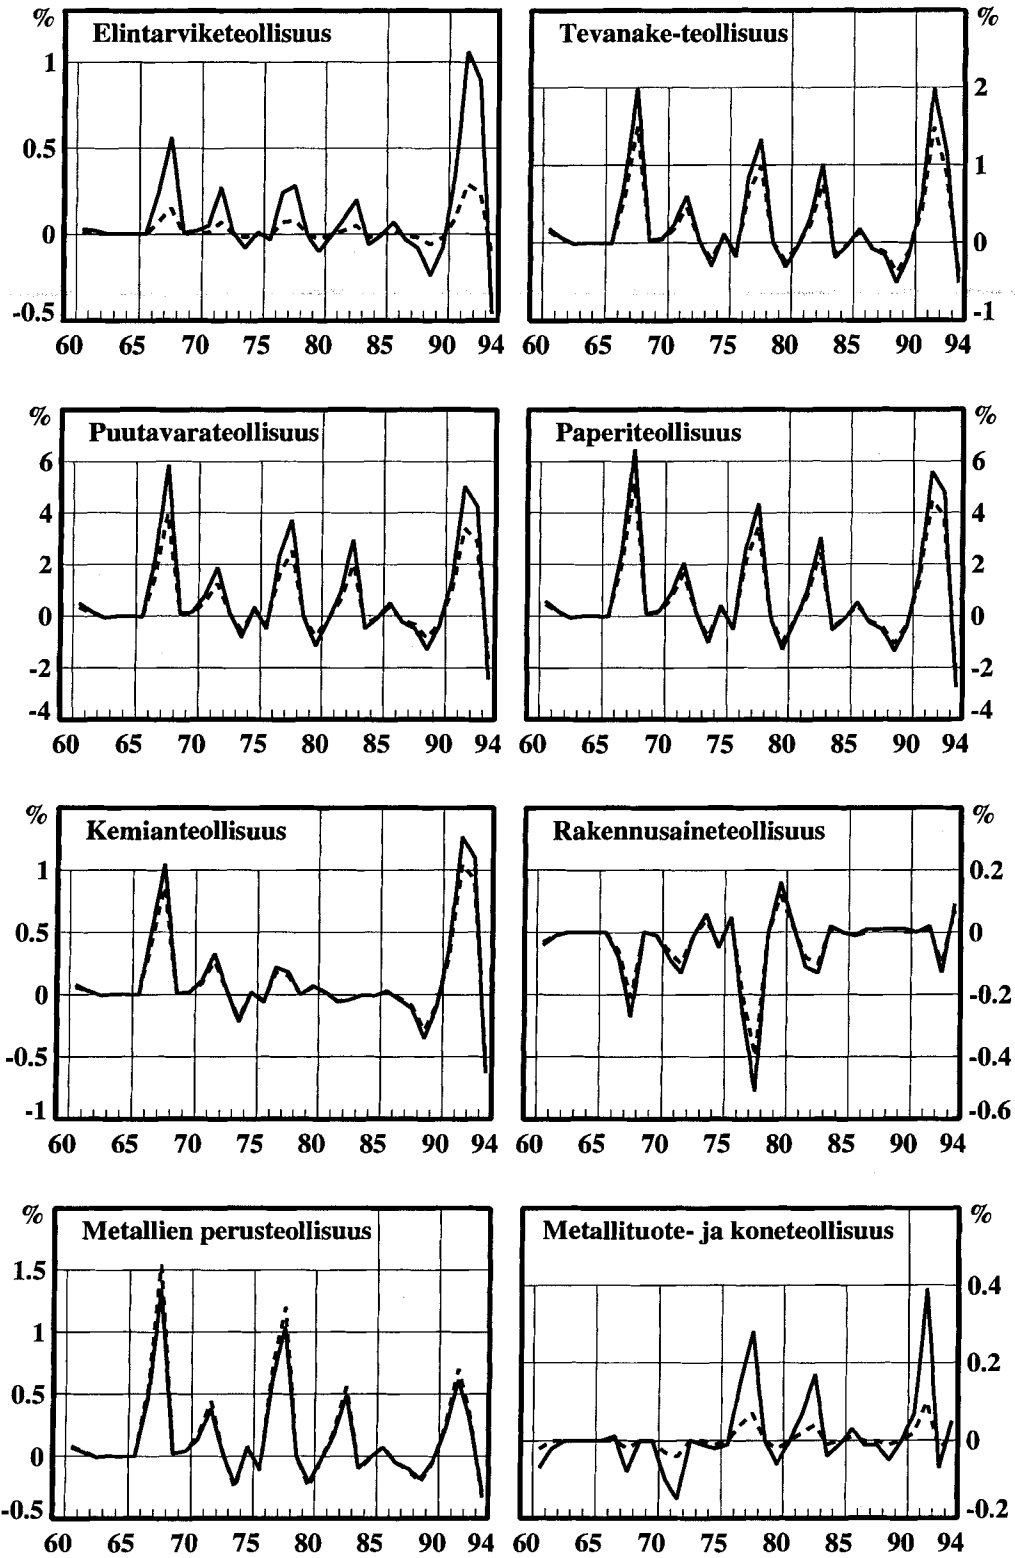 %
Elintarviketeollisuus
1
0.5
0
-0.5
60 65 70 75 80 85 90 94
%
Tevanake-teollisuus
2
1
0
-1
60 65 70 75 80 85 90 94
%
Puutavarateollisuus
6
4
2
0
-2
-4
60 65 70 75 80 85 90 94
%
Paperiteollisuus
6
4
2
0
-2
-4
60 65 70 75 80 85 90 94
%
Kemianteollisuus
1
0.5
0
-0.5
-1
60 65 70 75 80 85 90 94
%
Rakennusaineteollisuus
0.2
0
-0.2
-0.4
-0.6
60 65 70 75 80 85 90 94
%
Metallien perusteollisuus
1.5
1
0.5
0
-0.5
60 65 70 75 80 85 90 94
%
Metallituote- ja koneteollisuus
0.4
0.2
0
-0.2
60 65 70 75 80 85 90 94